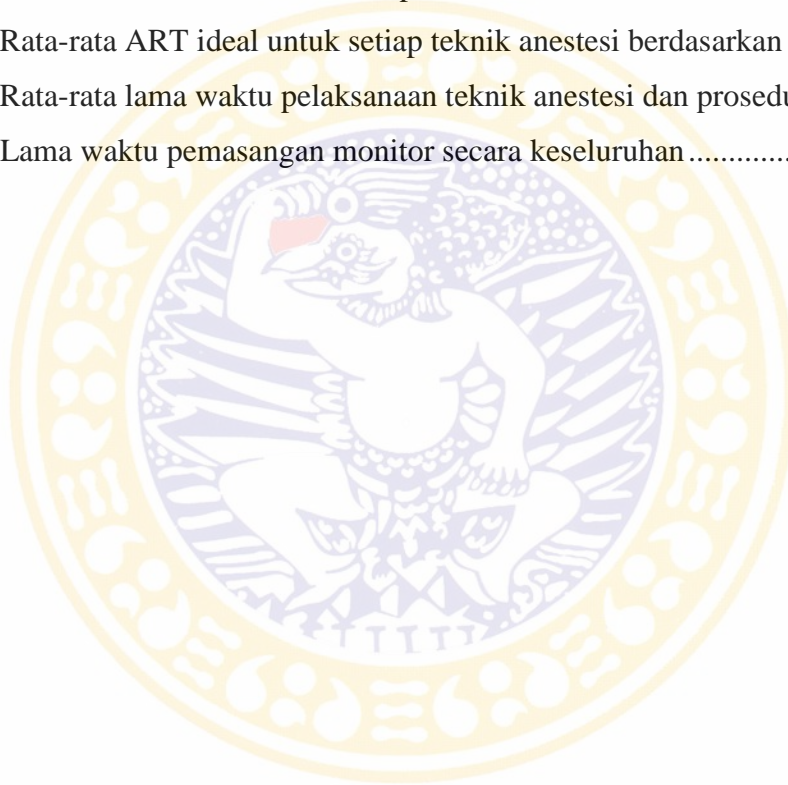 Rata-rata ART ideal untuk setiap teknik anestesi berdasarkan
Rata-rata lama waktu pelaksanaan teknik anestesi dan prosedu
Lama waktu pemasangan monitor secara keseluruhan..............